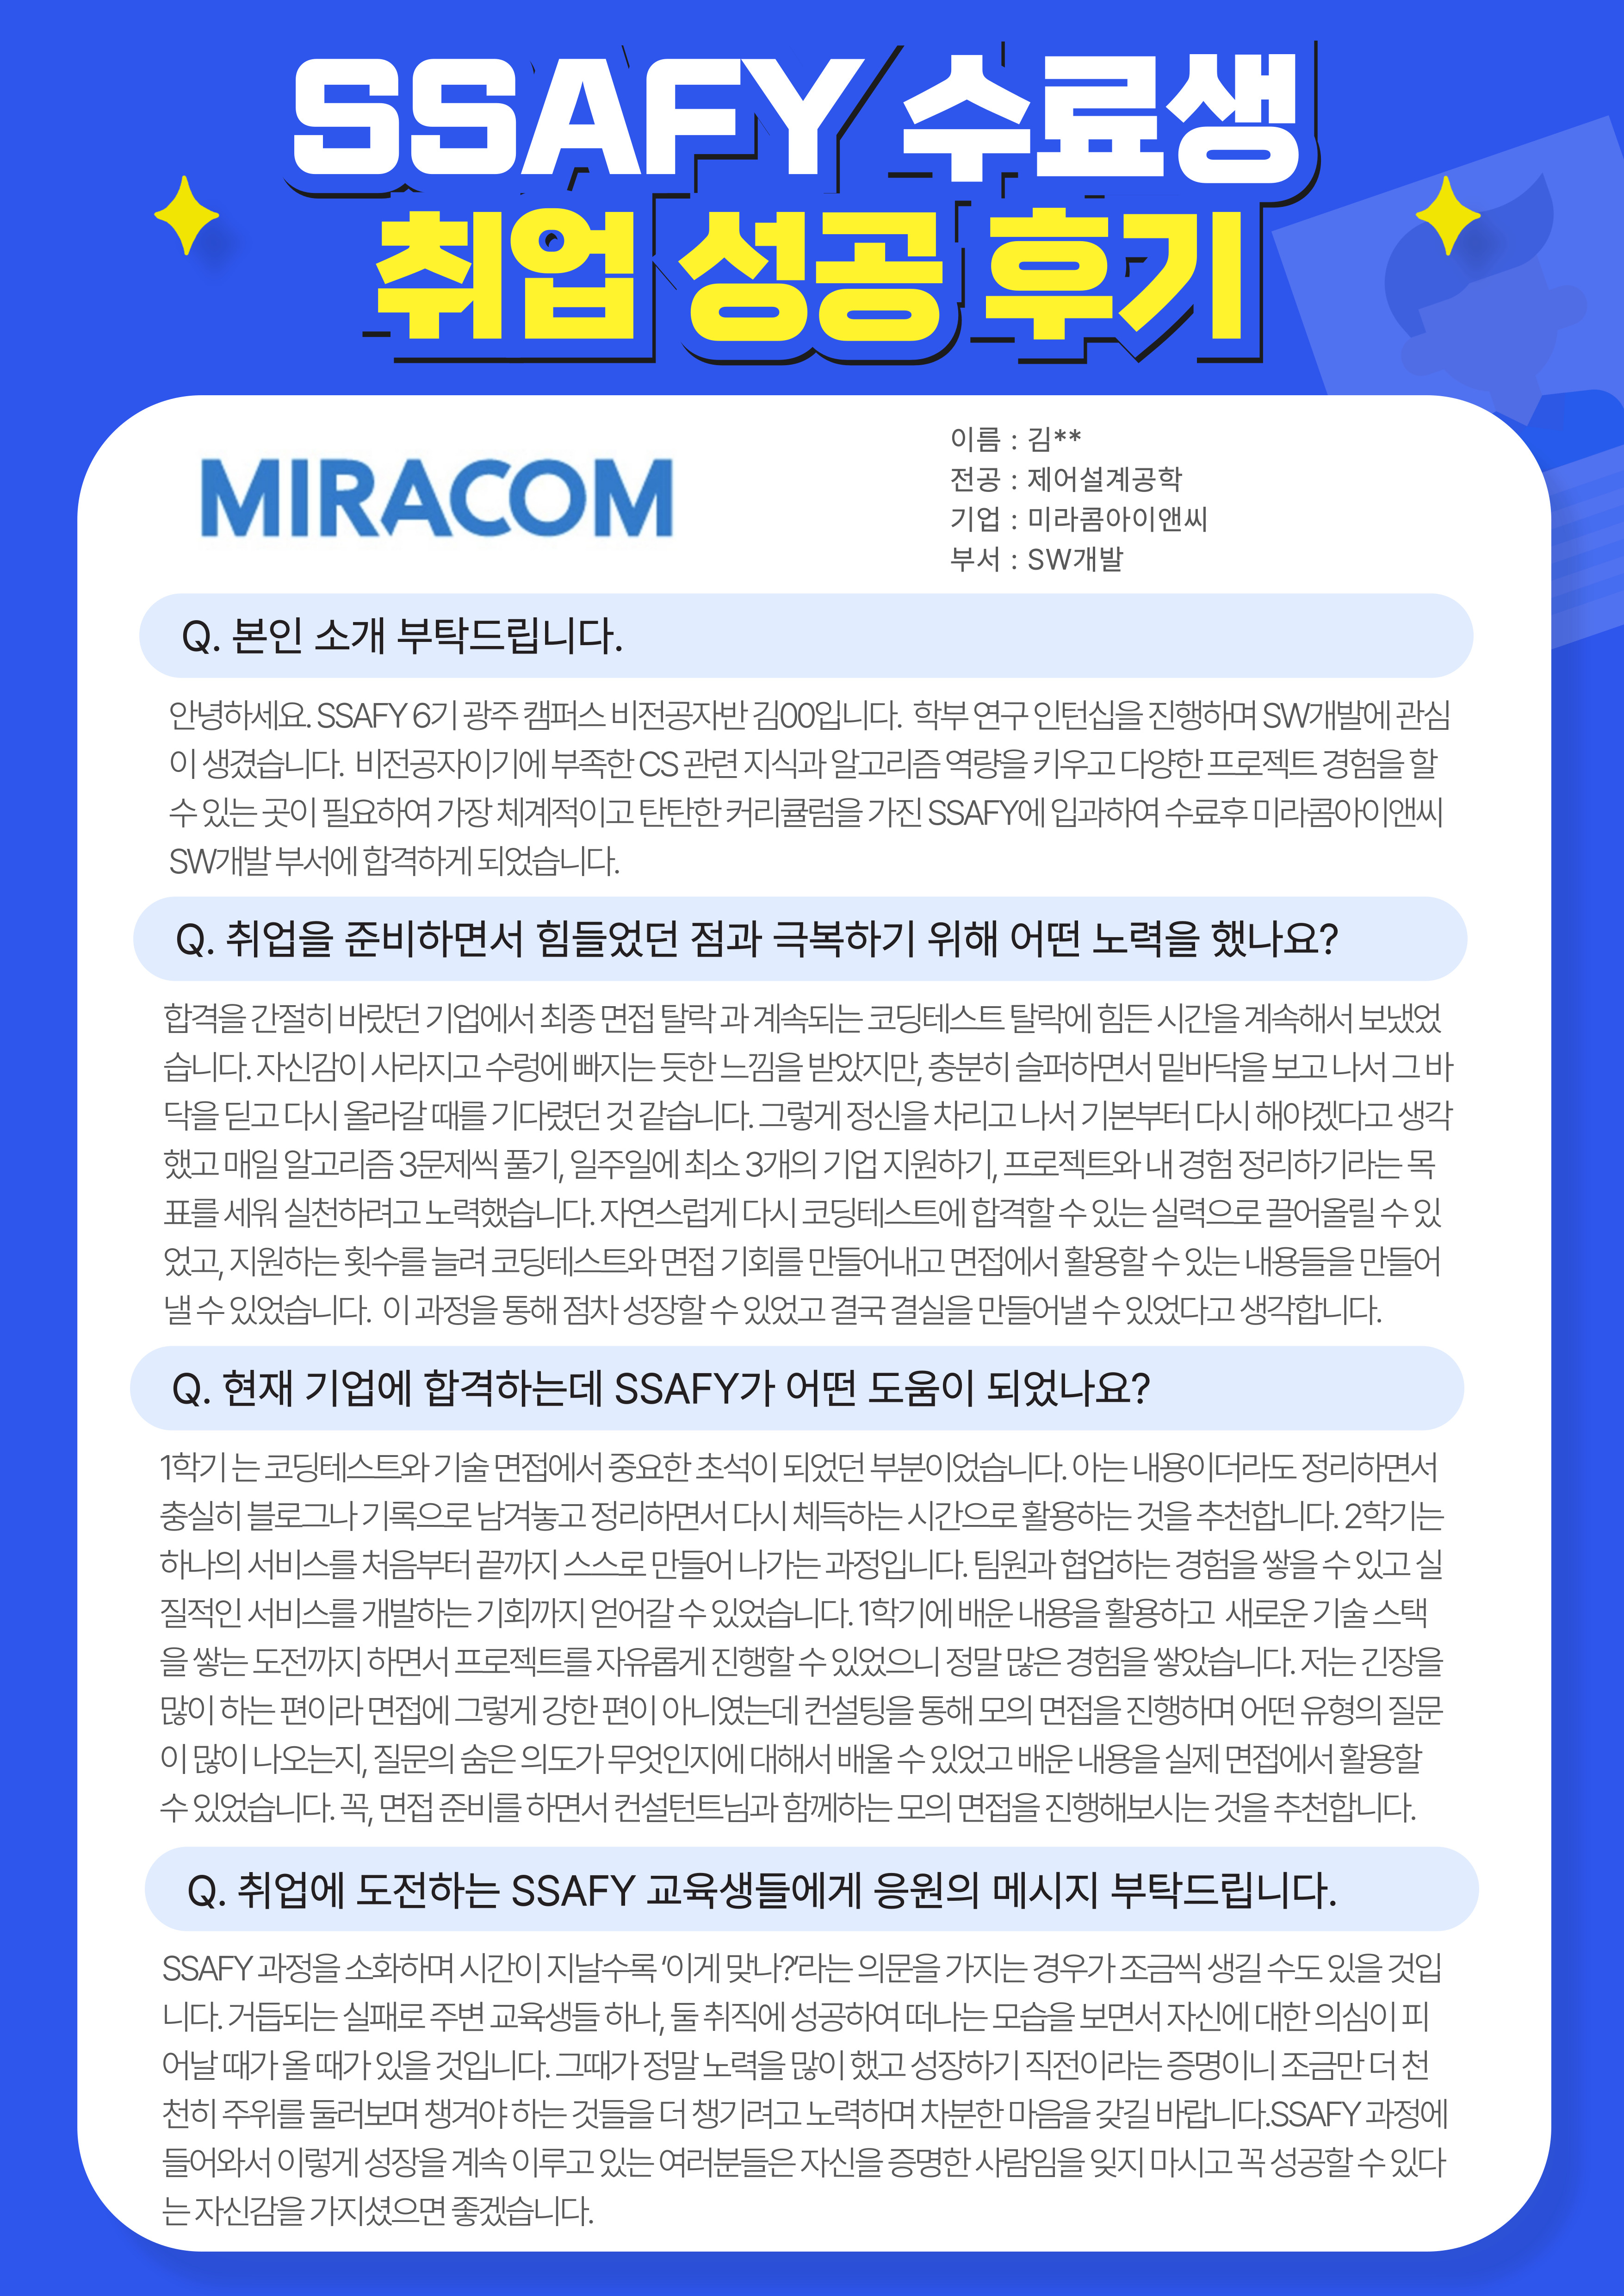 SSAFY 수료생
취업 성공 후기
MIRACOM
이름 : 김**
전공 : 제어설계공학
기업 : 미라콤아이앤씨
부서 : SW개발
Q. 본인 소개 부탁드립니다.
안녕하세요. SSAFY 6기 광주 캠퍼스 비전공자반 김00입니다. 학부 연구 인턴십을 진행하며 SW개발에 관심
이 생겼습니다. 비전공자이기에 부족한 CS 관련 지식과 알고리즘 역량을 키우고 다양한 프로젝트 경험을 할
수 있는 곳이 필요하여 가장 체계적이고 탄탄한 커리큘럼을 가진 SSAFY에 입과하여 수료후 미라콤아이앤씨
SW개발 부서에 합격하게 되었습니다.
Q. 취업을 준비하면서 힘들었던 점과 극복하기 위해 어떤 노력을 했나요?
합격을 간절히 바랐던 기업에서 최종 면접 탈락 과 계속되는 코딩테스트 탈락에 힘든 시간을 계속해서 보냈었
습니다. 자신감이 사라지고 수렁에 빠지는 듯한 느낌을 받았지만, 충분히 슬퍼하면서 밑바닥을 보고 나서 그 바
닥을 딛고 다시 올라갈 때를 기다렸던 것 같습니다. 그렇게 정신을 차리고 나서 기본부터 다시 해야겠다고 생각
했고 매일 알고리즘 3문제씩 풀기, 일주일에 최소 3개의 기업 지원하기, 프로젝트와 내 경험 정리하기라는 목
표를 세워 실천하려고 노력했습니다. 자연스럽게 다시 코딩테스트에 합격할 수 있는 실력으로 끌어올릴 수 있
었고, 지원하는 횟수를 늘려 코딩테스트와 면접 기회를 만들어내고 면접에서 활용할 수 있는 내용들을 만들어
낼 수 있었습니다. 이 과정을 통해 점차 성장할 수 있었고 결국 결실을 만들어낼 수 있었다고 생각합니다.
Q. 현재 기업에 합격하는데 SSAFY가 어떤 도움이 되었나요?
1학기 는 코딩테스트와 기술 면접에서 중요한 초석이 되었던 부분이었습니다. 아는 내용이더라도 정리하면서
충실히 블로그나 기록으로 남겨놓고 정리하면서 다시 체득하는 시간으로 활용하는 것을 추천합니다. 2학기는
하나의 서비스를 처음부터 끝까지 스스로 만들어 나가는 과정입니다. 팀원과 협업하는 경험을 쌓을 수 있고 실
질적인 서비스를 개발하는 기회까지 얻어갈 수 있었습니다. 1학기에 배운 내용을 활용하고 새로운 기술 스택
을 쌓는 도전까지 하면서 프로젝트를 자유롭게 진행할 수 있었으니 정말 많은 경험을 쌓았습니다. 저는 긴장을
많이 하는 편이라 면접에 그렇게 강한 편이 아니였는데 컨설팅을 통해 모의 면접을 진행하며 어떤 유형의 질문
이 많이 나오는지, 질문의 숨은 의도가 무엇인지에 대해서 배울 수 있었고 배운 내용을 실제 면접에서 활용할
수 있었습니다. 꼭, 면접 준비를 하면서 컨설턴트님과 함께하는 모의 면접을 진행해보시는 것을 추천합니다.
Q. 취업에 도전하는 SSAFY 교육생들에게 응원의 메시지 부탁드립니다.
SSAFY 과정을 소화하며 시간이 지날수록 ‘이게 맞나?’라는 의문을 가지는 경우가 조금씩 생길 수도 있을 것입
니다. 거듭되는 실패로 주변 교육생들 하나, 둘 취직에 성공하여 떠나는 모습을 보면서 자신에 대한 의심이 피
어날 때가 올 때가 있을 것입니다. 그때가 정말 노력을 많이 했고 성장하기 직전이라는 증명이니 조금만 더 천
천히 주위를 둘러보며 챙겨야 하는 것들을 더 챙기려고 노력하며 차분한 마음을 갖길 바랍니다.SSAFY 과정에
들어와서 이렇게 성장을 계속 이루고 있는 여러분들은 자신을 증명한 사람임을 잊지 마시고 꼭 성공할 수 있다
는 자신감을 가지셨으면 좋겠습니다.